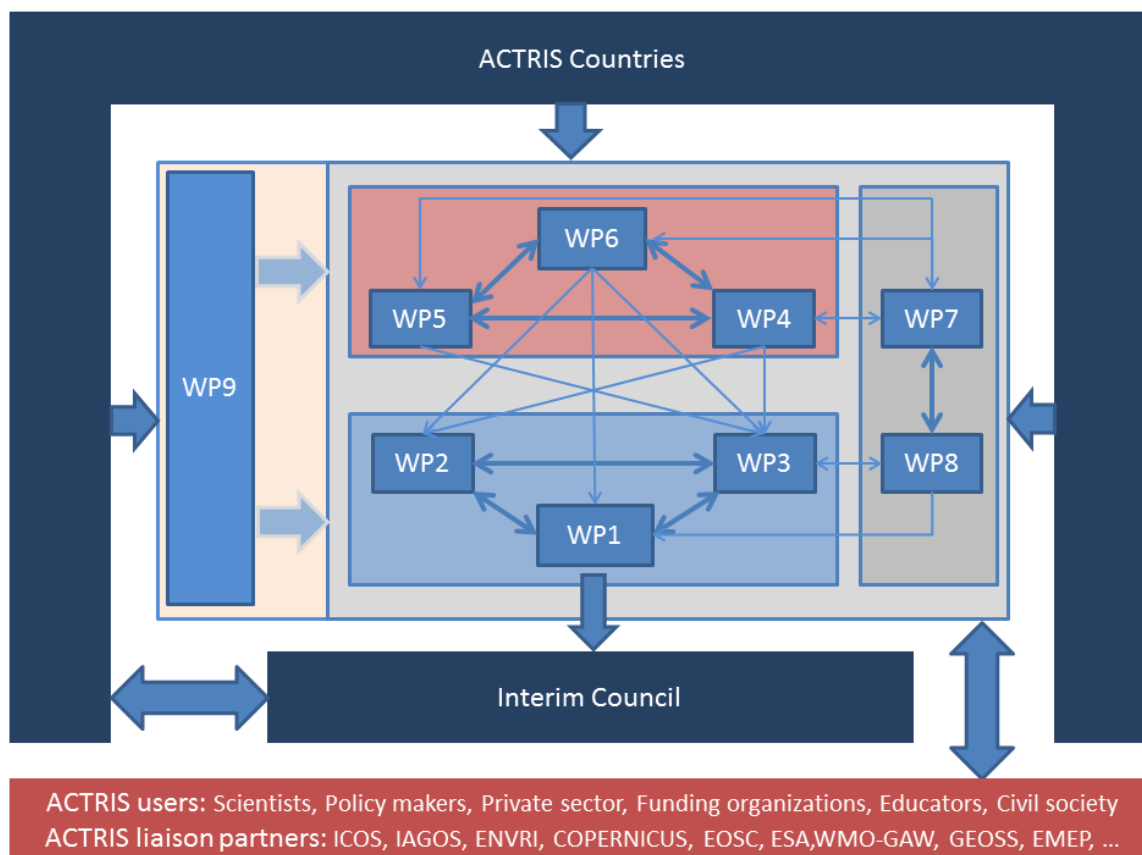 ACTRIS Countries
WP6
WP5
WP4
WP7
WP9
WP2
WP3
WP8
WP1
Interim Council
ACTRIS users: Scientists, Policy makers, Private sector, Funding organizations, Educators, Civil society
ACTRIS liaison partners: ICOS, IAGOS, ENVRI, COPERNICUS, EOSC, ESA,WMO-GAW, GEOSS, EMEP, ...